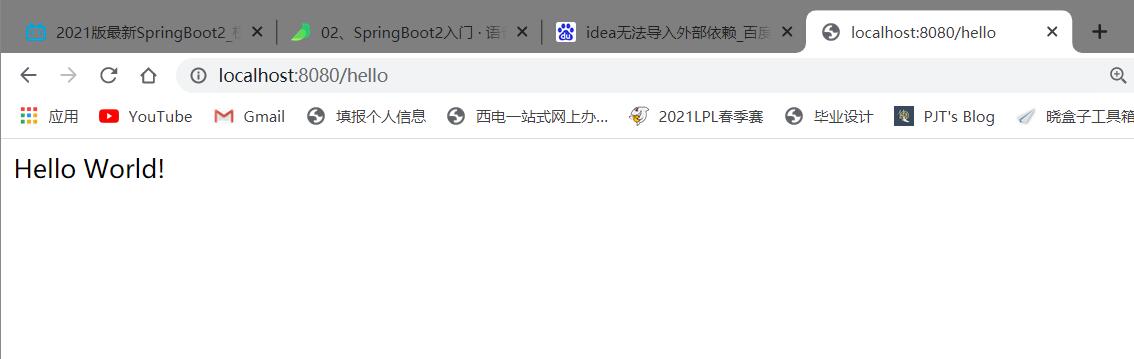 2021版最新SpringBoot2_ 02、SpringBoot2入门 · 语 idea无法导入外部依赖_百度 localhost:8080/hello
localhost:8080/hello
应用 YouTube Gmail 填报个人信息 西电一站式网上办... 2021LPL春季赛 毕业设计 PJT's Blog 晓盒子工具箱
Hello World!